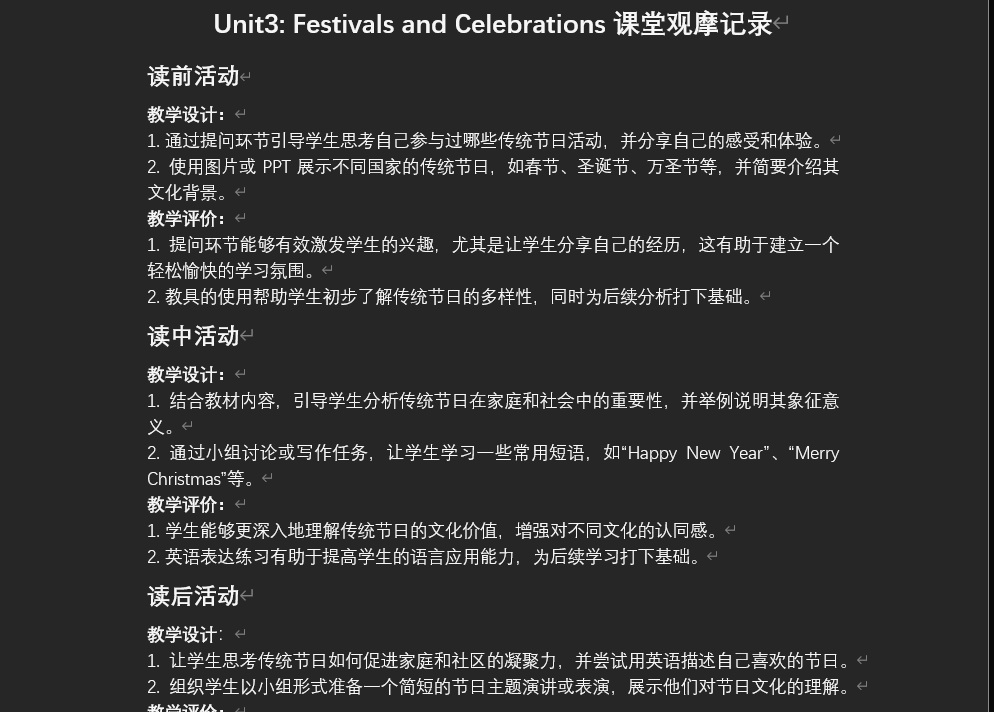 Unit3: Festivals and Celebrations 课堂观摩记录
读前活动
教学设计：
1. 通过提问环节引导学生思考自己参与过哪些传统节日活动，并分享自己的感受和体验。
2. 使用图片或 PPT 展示不同国家的传统节日，如春节、圣诞节、万圣节等，并简要介绍其
文化背景。
教学评价：
1. 提问环节能够有效激发学生的兴趣，尤其是让学生分享自己的经历，这有助于建立一个
轻松愉快的学习氛围。
2. 教具的使用帮助学生初步了解传统节日的多样性，同时为后续分析打下基础。
读中活动
教学设计：
1. 结合教材内容，引导学生分析传统节日在家庭和社会中的重要性，并举例说明其象征意
义。
2. 通过小组讨论或写作任务，让学生学习一些常用短语，如“Happy New Year”、“Merry
Christmas”等。
教学评价：
1. 学生能够更深入地理解传统节日的文化价值，增强对不同文化的认同感。
2. 英语表达练习有助于提高学生的语言应用能力，为后续学习打下基础。
读后活动
教学设计：
1. 让学生思考传统节日如何促进家庭和社区的凝聚力，并尝试用英语描述自己喜欢的节日。
2. 组织学生以小组形式准备一个简短的节日主题演讲或表演，展示他们对节日文化的理解。
教学评价：